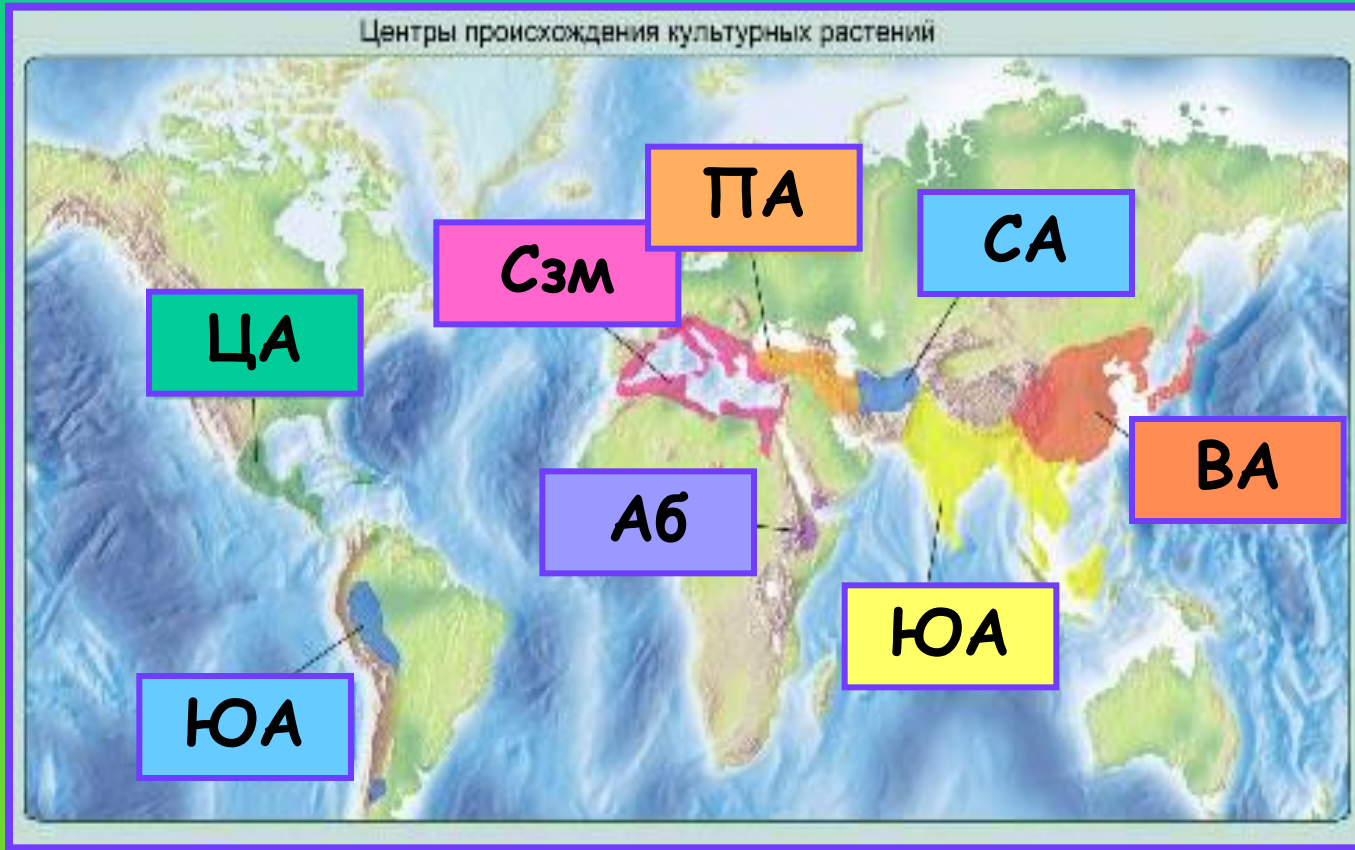 Центры происхождения культурных растений
ПА
СА
Сзм
ЦА
ВА
Аб
ЮА
ЮА